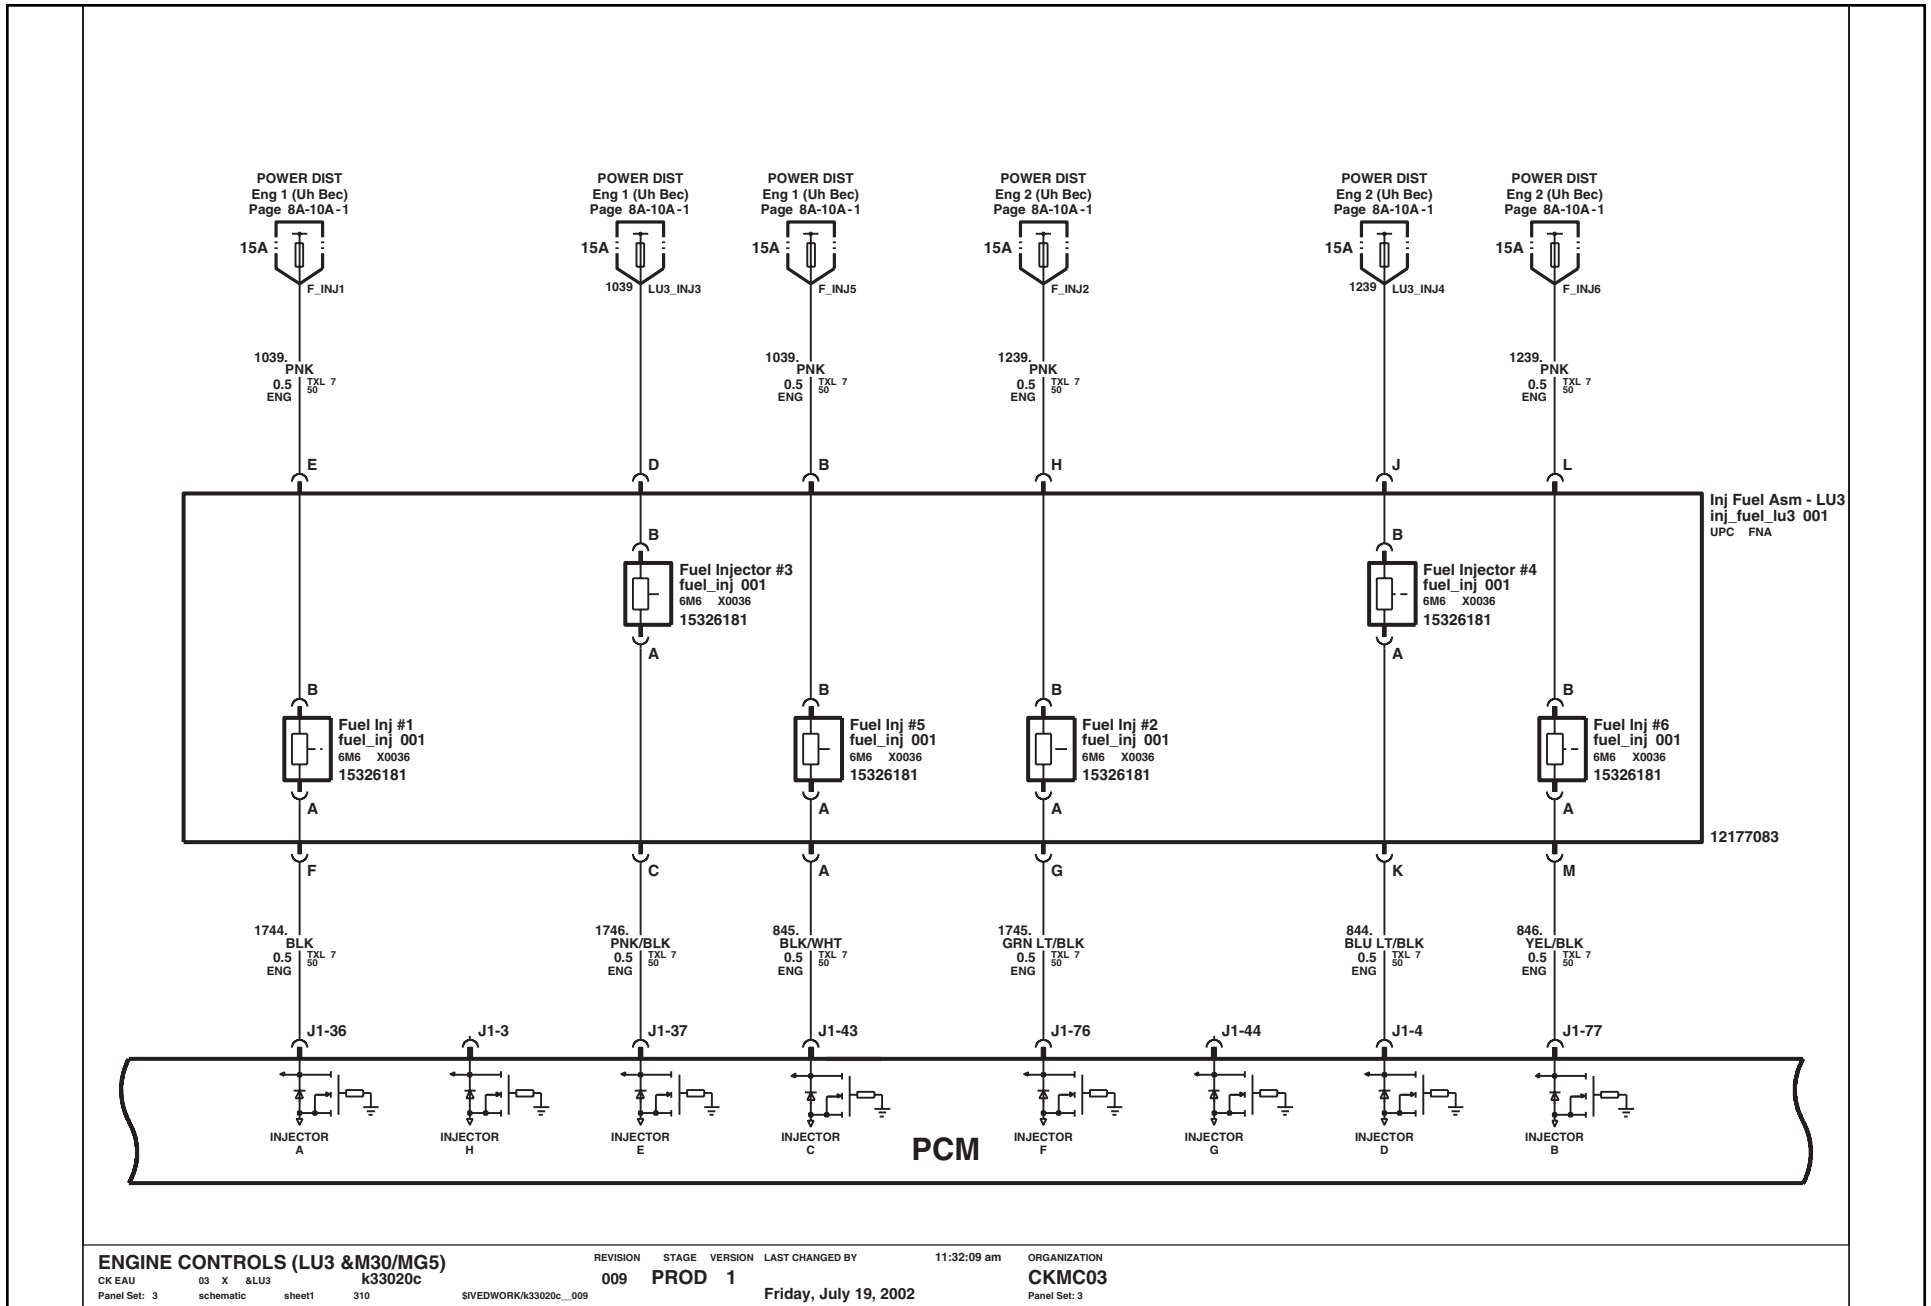 POWER DIST
Eng 1 (Uh Bec)
Page 8A-10A-1
15A
F_INJ1
POWER DIST
Eng 1 (Uh Bec)
Page 8A-10A-1
15A
1039 LU3_INJ3
POWER DIST
Eng 1 (Uh Bec)
Page 8A-10A-1
15A
F_INJ5
POWER DIST
Eng 2 (Uh Bec)
Page 8A-10A-1
15A
F_INJ2
POWER DIST
Eng 2 (Uh Bec)
Page 8A-10A-1
15A
1239 LU3_INJ4
POWER DIST
Eng 2 (Uh Bec)
Page 8A-10A-1
15A
F_INJ6
1039.
PNK
0.5 TXL 7
50
ENG
1039.
PNK
0.5 TXL 7
50
ENG
1239.
PNK
0.5 TXL 7
50
ENG
1239.
PNK
0.5 TXL 7
50
ENG
E D B H J L
Inj Fuel Asm - LU3
inj_fuel_lu3 001
UPC FNA
B
Fuel Injector #3
fuel_inj 001
6M6 X0036
15326181
A
B
Fuel Injector #4
fuel_inj 001
6M6 X0036
15326181
A
B
Fuel Inj #1
fuel_inj 001
6M6 X0036
15326181
A
B
Fuel Inj #5
fuel_inj 001
6M6 X0036
15326181
A
B
Fuel Inj #2
fuel_inj 001
6M6 X0036
15326181
A
B
Fuel Inj #6
fuel_inj 001
6M6 X0036
15326181
A
12177083
F C A G K M
1744.
BLK
0.5 TXL 7
50
ENG
1746.
PNK/BLK
0.5 TXL 7
50
ENG
845.
BLK/WHT
0.5 TXL 7
50
ENG
1745.
GRN LT/BLK
0.5 TXL 7
50
ENG
844.
BLU LT/BLK
0.5 TXL 7
50
ENG
846.
YEL/BLK
0.5 TXL 7
50
ENG
J1-36 J1-3 J1-37 J1-43 J1-76 J1-44 J1-4 J1-77
INJECTOR
A
INJECTOR
H
INJECTOR
E
INJECTOR
C
PCM
INJECTOR
F
INJECTOR
G
INJECTOR
D
INJECTOR
B
ENGINE CONTROLS (LU3 &M30/MG5)
CK EAU 03 X &LU3 k33020c
Panel Set: 3 schematic sheet1 310 $IVEDWORK/k33020c__009
REVISION STAGE VERSION LAST CHANGED BY 11:32:09 am
009 PROD 1
Friday, July 19, 2002
ORGANIZATION
CKMC03
Panel Set: 3